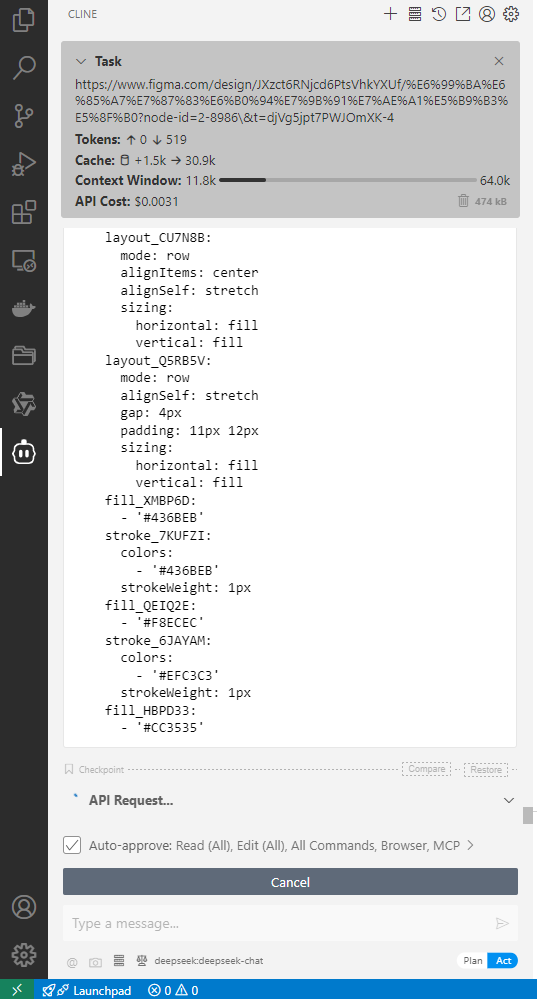 CLINE
Task
https://www.figma.com/design/JXzct6RNjcd6PtsVhkYXUf/%E6%99%BA%E6
%85%A7%E7%87%83%E6%B0%94%E7%9B%91%E7%AE%A1%E5%B9%B3%
E5%8F%B0?node-id=2-8986\&t=djVg5jpt7PWJOmXK-4
Tokens: ↑ 0 ↓ 519
Cache: +1.5k → 30.9k
Context Window: 11.8k 64.0k
API Cost: $0.0031 474 kB
layout_CU7N8B:
mode: row
alignItems: center
alignSelf: stretch
sizing:
horizontal: fill
vertical: fill
layout_Q5RB5V:
mode: row
alignSelf: stretch
gap: 4px
padding: 11px 12px
sizing:
horizontal: fill
vertical: fill
fill_XMBP6D:
- '#436BEB'
stroke_7KUFZI:
colors:
- '#436BEB'
strokeWeight: 1px
fill_QEIQ2E:
- '#F8ECEC'
stroke_6JAYAM:
colors:
- '#EFC3C3'
strokeWeight: 1px
fill_HBPD33:
- '#CC3535'
Checkpoint Compare Restore
API Request...
Auto-approve: Read (All), Edit (All), All Commands, Browser, MCP
Cancel
Type a message...
@ deepseek:deepseek-chat Plan Act
Launchpad 0 0